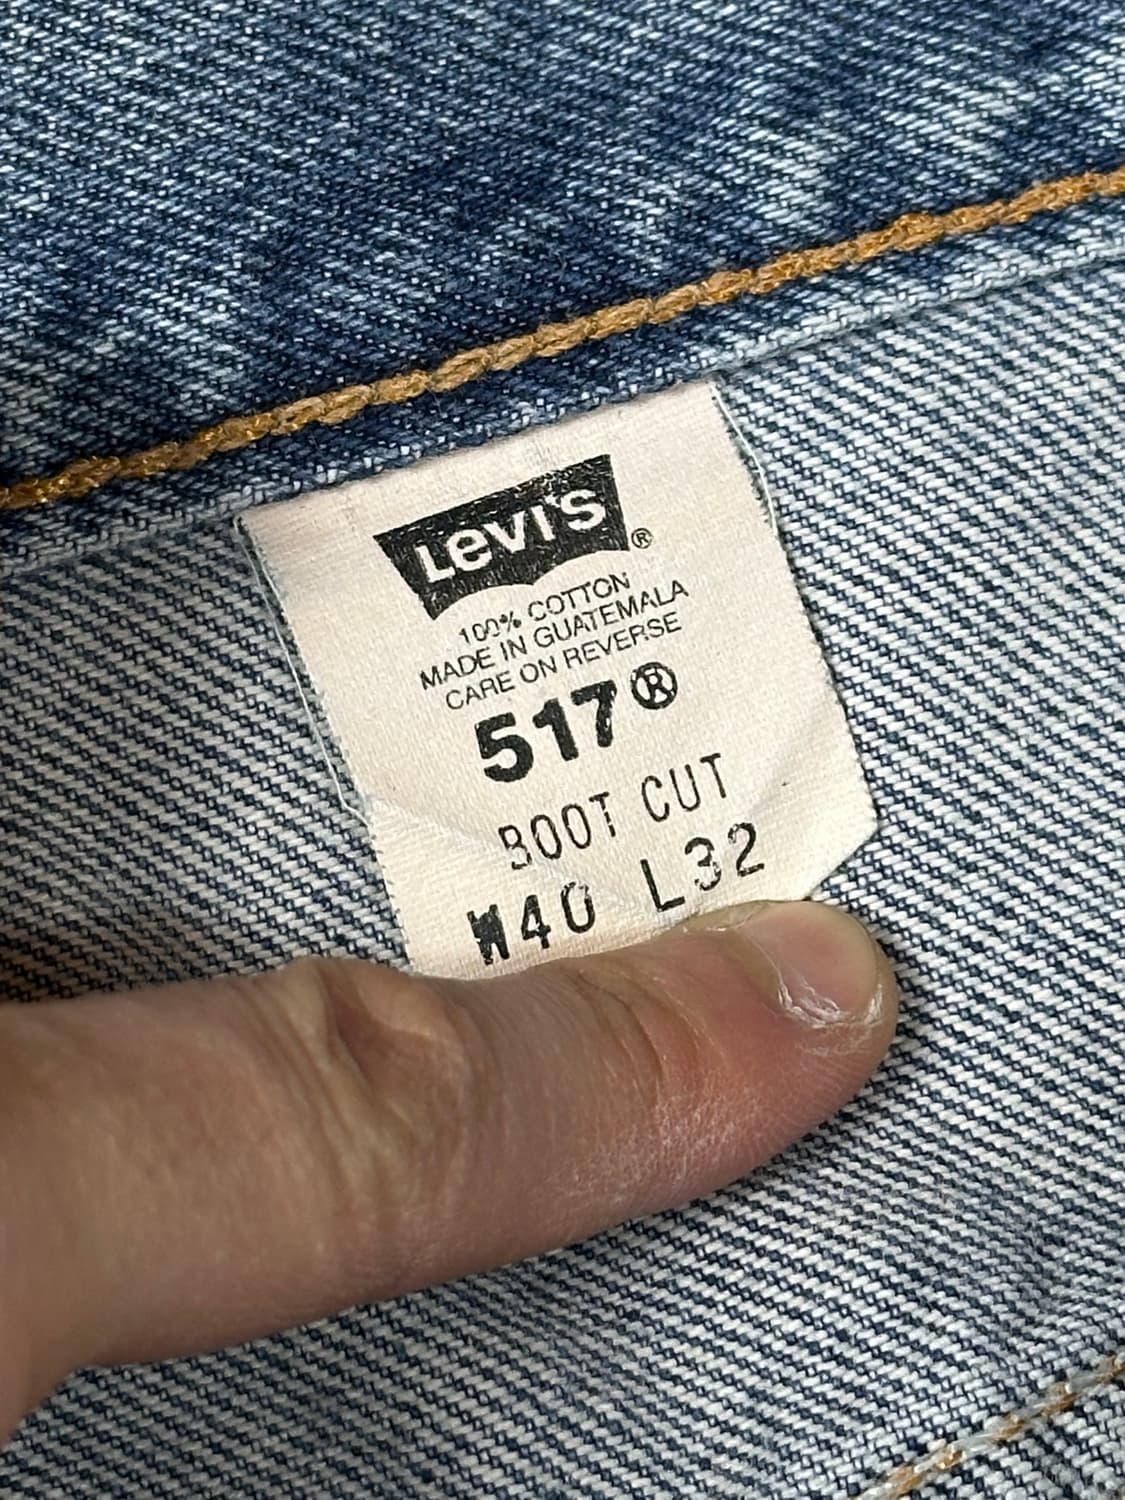 Levi's®
100% COTTON
MADE IN GUATEMALA
CARE ON REVERSE
517®
BOOT CUT
W40 L32